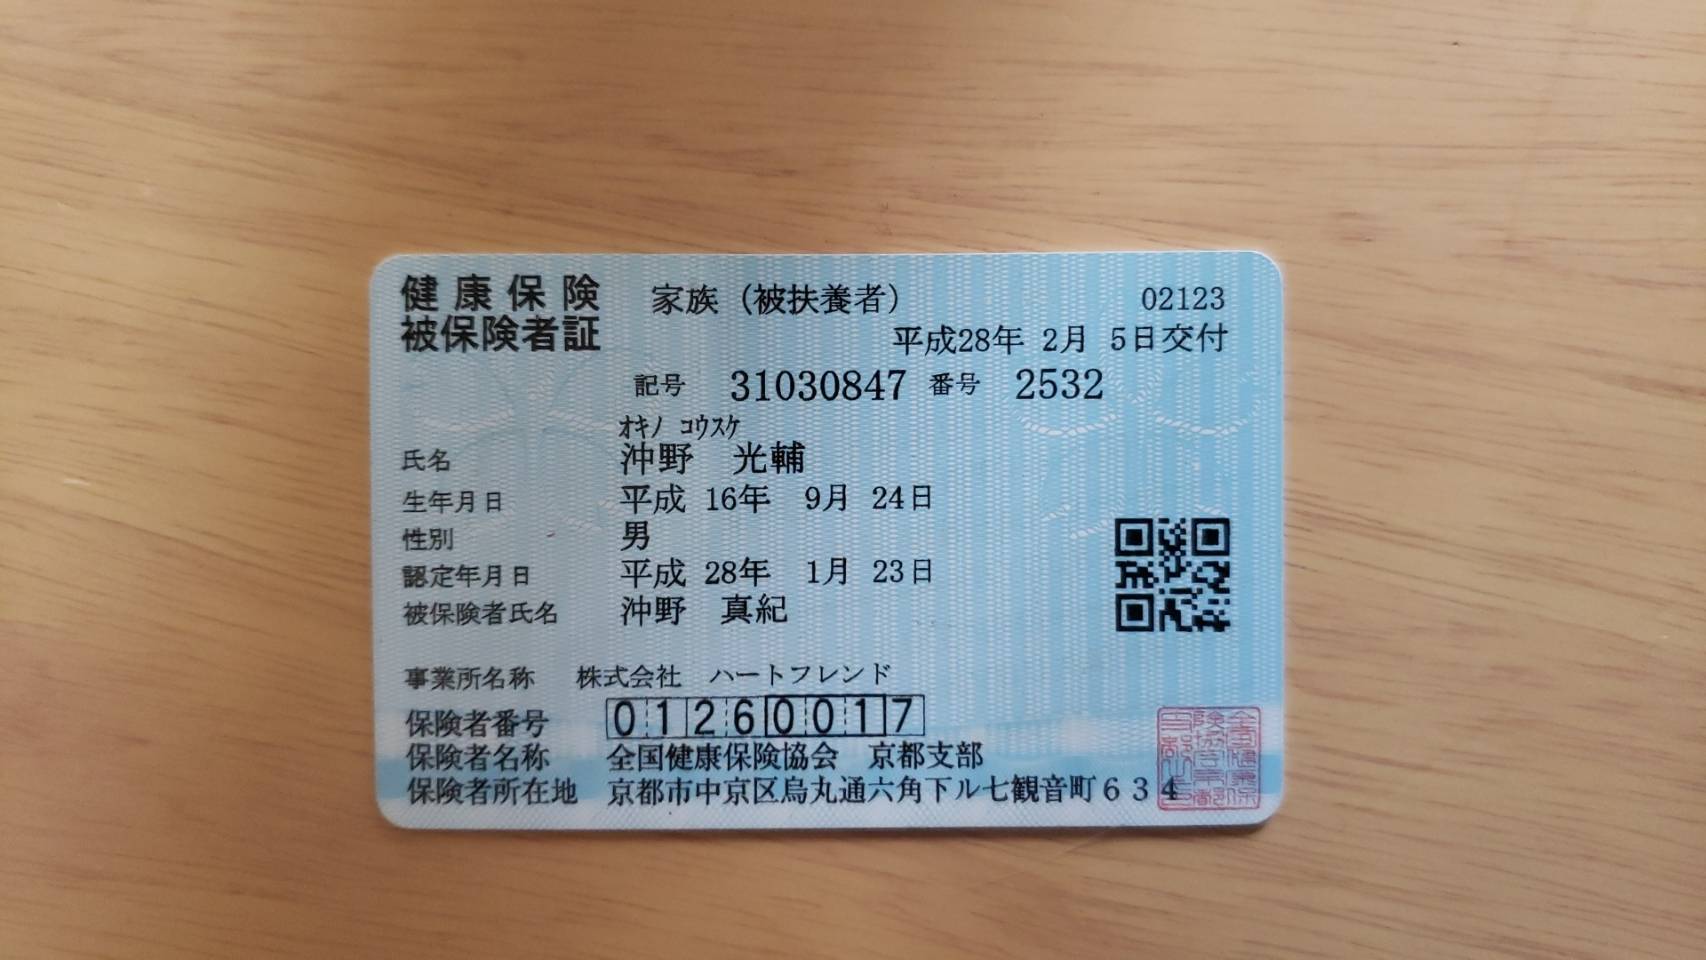 健康保険 家族（被扶養者） 02123
被保険者証 平成28年 2月 5日交付
記号 31030847 番号 2532
ｵｷﾉ ｺｳｽｹ
氏名 沖野 光輔
生年月日 平成 16年 9月 24日
性別 男
認定年月日 平成 28年 1月 23日
被保険者氏名 沖野 真紀
事業所名称 株式会社 ハートフレンド
保険者番号 01260017
保険者名称 全国健康保険協会 京都支部
保険者所在地 京都市中京区烏丸通六角下ル七観音町６３４